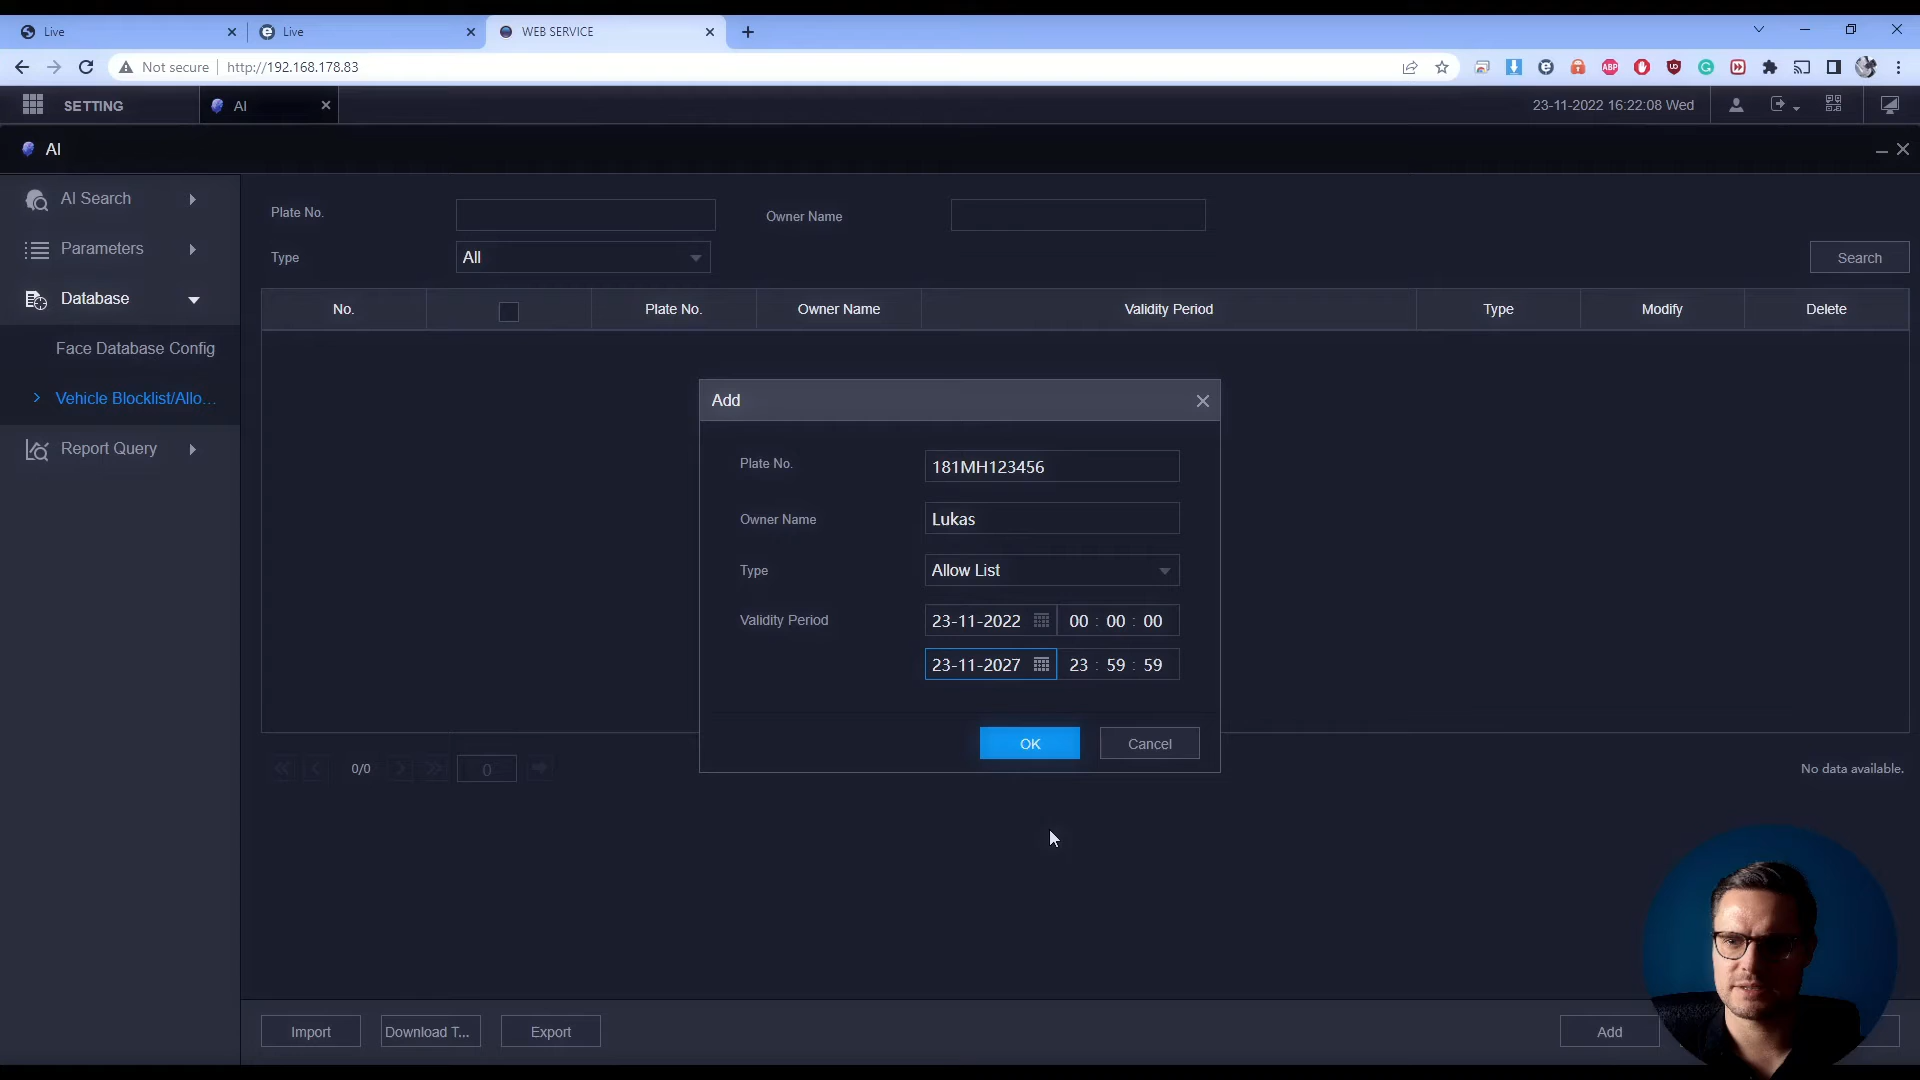 Live
Live
WEB SERVICE
Not secure
http://192.168.178.83
ABP
SETTING
AI
23-11-2022 16:22:08 Wed
AI
AI Search
Plate No.
Owner Name
Parameters
Type
All
Search
Database
No.
Plate No.
Owner Name
Validity Period
Type
Modify
Delete
Face Database Config
Vehicle Blocklist/Allo...
Report Query
Add
Plate No.
181MH123456
Owner Name
Lukas
Type
Allow List
Validity Period
23-11-2022
00 : 00 : 00
23-11-2027
23 : 59 : 59
OK
Cancel
0/0
0
No data available.
Import
Download T...
Export
Add